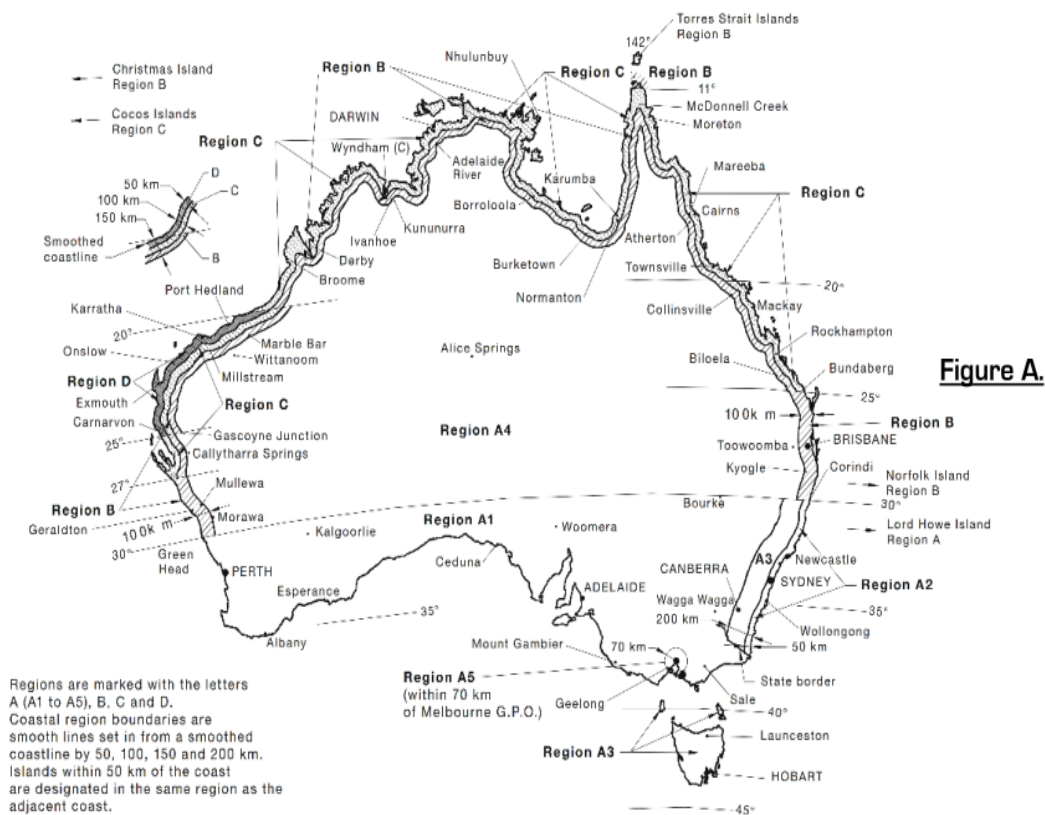 Torres Strait Islands
Region B
142°
Nhulunbuy
Christmas Island
Region B
Region B
Region C
Region B
11°
Cocos Islands
Region C
DARWIN
McDonnell Creek
Moreton
Region C
Wyndham (C)
D
Adelaide
River
Mareeba
50 km
C
Karumba
Region C
100 km
Borroloola
150 km
Cairns
Kununurra
Smoothed
coastline
Ivanhoe
Atherton
B
Derby
Burketown
Townsville
Broome
Port Hedland
Normanton
20°
Collinsville
Mackay
Karratha
20°
Rockhampton
Marble Bar
Alice Springs
Onslow
Wittanoom
Biloela
Bundaberg
Figure A.
Region D
Millstream
Exmouth
Region C
25°
100k m
Carnarvon
Region B
Gascoyne Junction
Region A4
Toowoomba
BRISBANE
25°
Callytharra Springs
Kyogle
Corindi
27°
Norfolk Island
Region B
Mullewa
Region B
Bourke
30°
Geraldton
100k m
Morawa
Region A1
Woomera
Lord Howe Island
Region A
30°
Kalgoorlie
Green
Head
Ceduna
A3
Newcastle
PERTH
CANBERRA
SYDNEY
Esperance
ADELAIDE
Region A2
Wagga Wagga
35°
35°
200 km
Albany
Wollongong
Mount Gambier
70 km
50 km
Region A5
(within 70 km
of Melbourne G.P.O.)
State border
Geelong
Sale
40°
Regions are marked with the letters
A (A1 to A5), B, C and D.
Coastal region boundaries are
smooth lines set in from a smoothed
coastline by 50, 100, 150 and 200 km.
Islands within 50 km of the coast
are designated in the same region as the
adjacent coast.
Launceston
Region A3
HOBART
45°